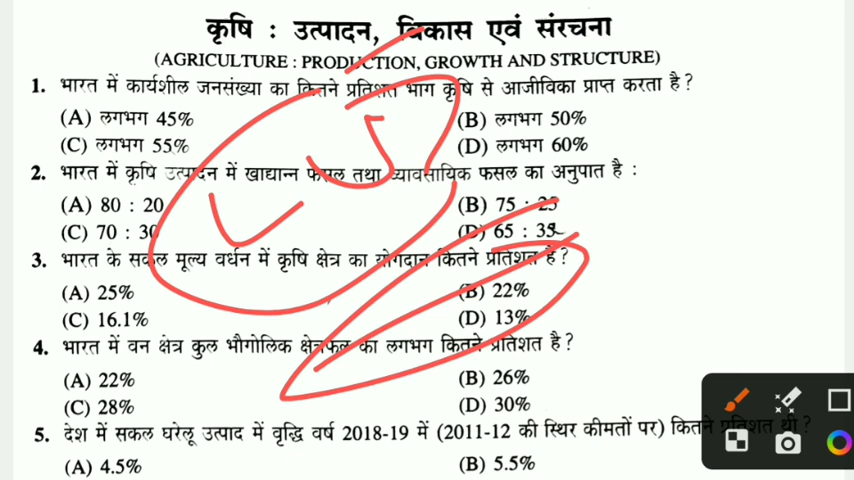 कृषि : उत्पादन, विकास एवं संरचना
(AGRICULTURE : PRODUCTION, GROWTH AND STRUCTURE)
1. भारत में कार्यशील जनसंख्या का कितने प्रतिशत भाग कृषि से आजीविका प्राप्त करता है ?
(A) लगभग 45% (B) लगभग 50%
(C) लगभग 55% (D) लगभग 60%
2. भारत में कृषि उत्पादन में खाद्यान्न फसल तथा व्यावसायिक फसल का अनुपात है :
(A) 80 : 20 (B) 75 : 25
(C) 70 : 30 (D) 65 : 35
3. भारत के सकल मूल्य वर्धन में कृषि क्षेत्र का योगदान कितने प्रतिशत है ?
(A) 25% (B) 22%
(C) 16.1% (D) 13%
4. भारत में वन क्षेत्र कुल भौगोलिक क्षेत्रफल का लगभग कितने प्रतिशत है ?
(A) 22% (B) 26%
(C) 28% (D) 30%
5. देश में सकल घरेलू उत्पाद में वृद्धि वर्ष 2018-19 में (2011-12 की स्थिर कीमतों पर) कितने प्रतिशत थी ?
(A) 4.5% (B) 5.5%